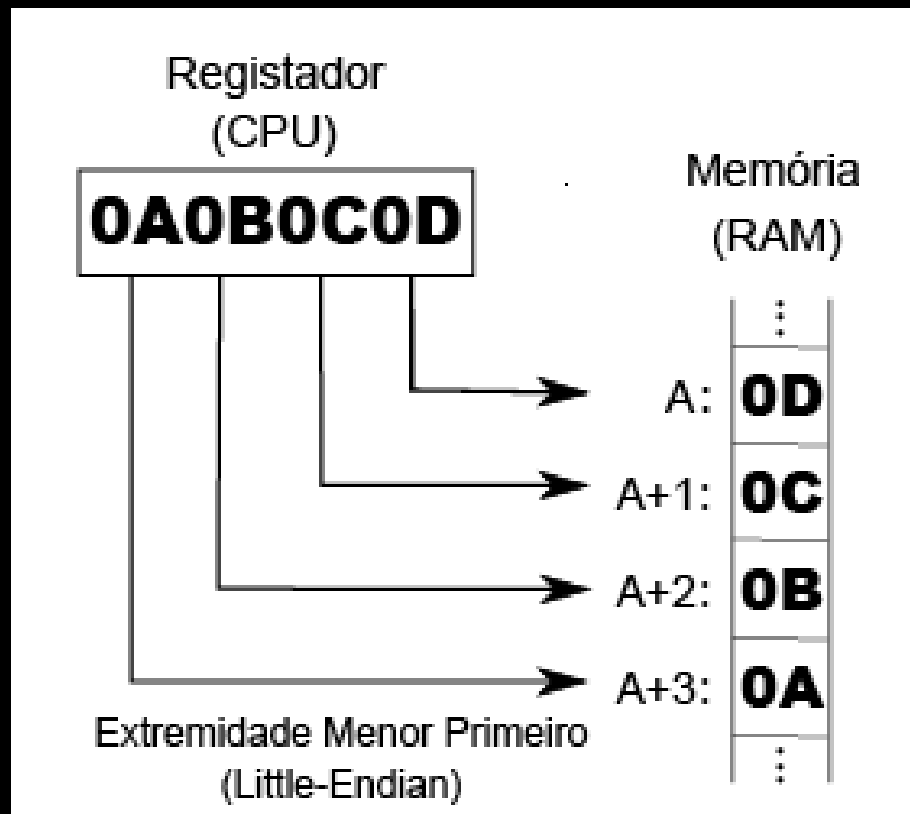 Registador
(CPU)
0A0B0C0D
Memória
(RAM)
⋮
A: 0D
A+1: 0C
A+2: 0B
A+3: 0A
⋮
Extremidade Menor Primeiro
(Little-Endian)